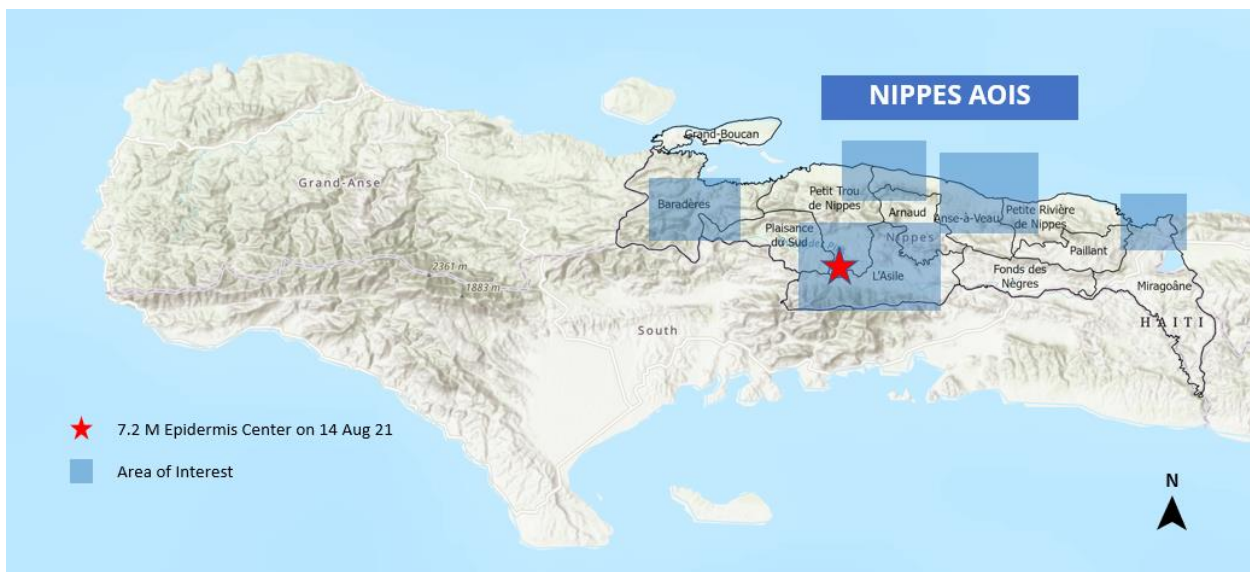 NIPPES AOIS
Grand-Boucan
Grand-Anse
Baradères
Petit Trou
de Nippes
Arnaud
Anse-à-Veau
Petite Rivière
de Nippes
Plaisance
du Sud
Nippes
Paillant
2361 m
1883 m
L'Asile
Fonds des
Nègres
Miragoâne
South
HAITI
7.2 M Epidermis Center on 14 Aug 21
Area of Interest
N